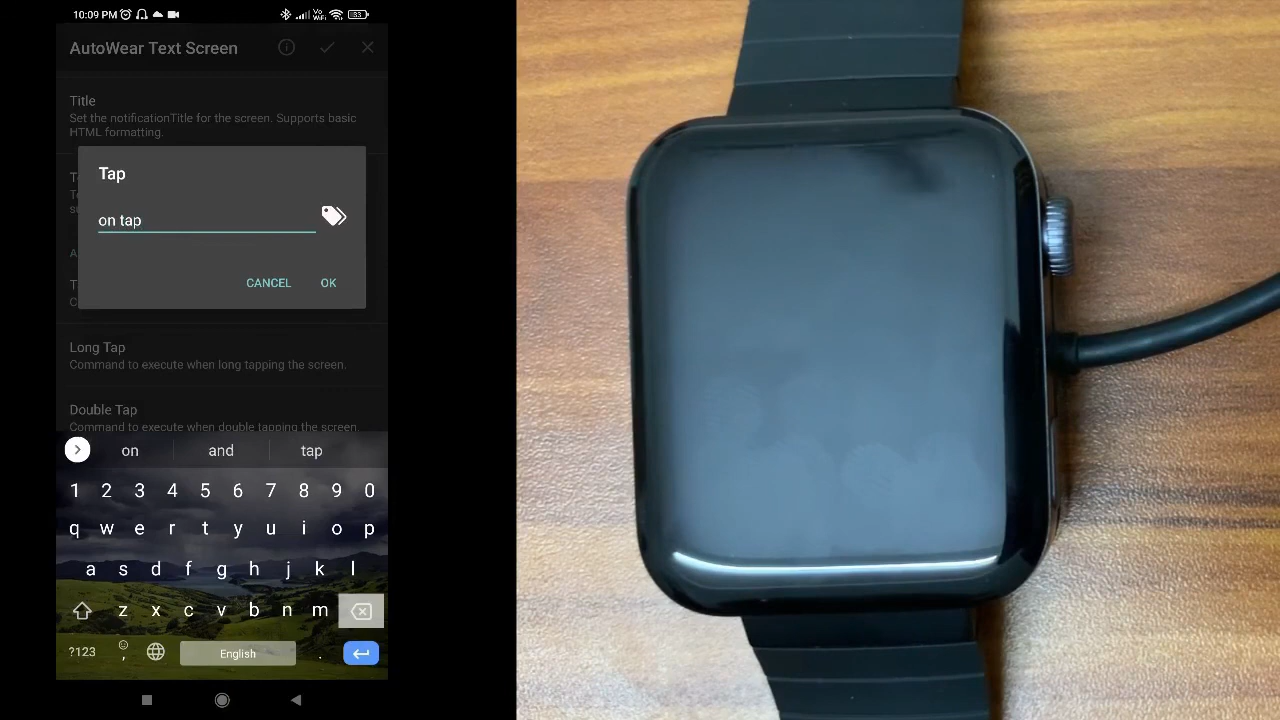 10:09 PM
Vo
WiFi
83
AutoWear Text Screen
Title
Set the notificationTitle for the screen. Supports basic
HTML formatting.
Tap
on tap
CANCEL OK
Long Tap
Command to execute when long tapping the screen.
Double Tap
Command to execute when double tapping the screen.
on and tap
1 2 3 4 5 6 7 8 9 0
q w e r t y u i o p
a s d f g h j k l
z x c v b n m
?123 , English .